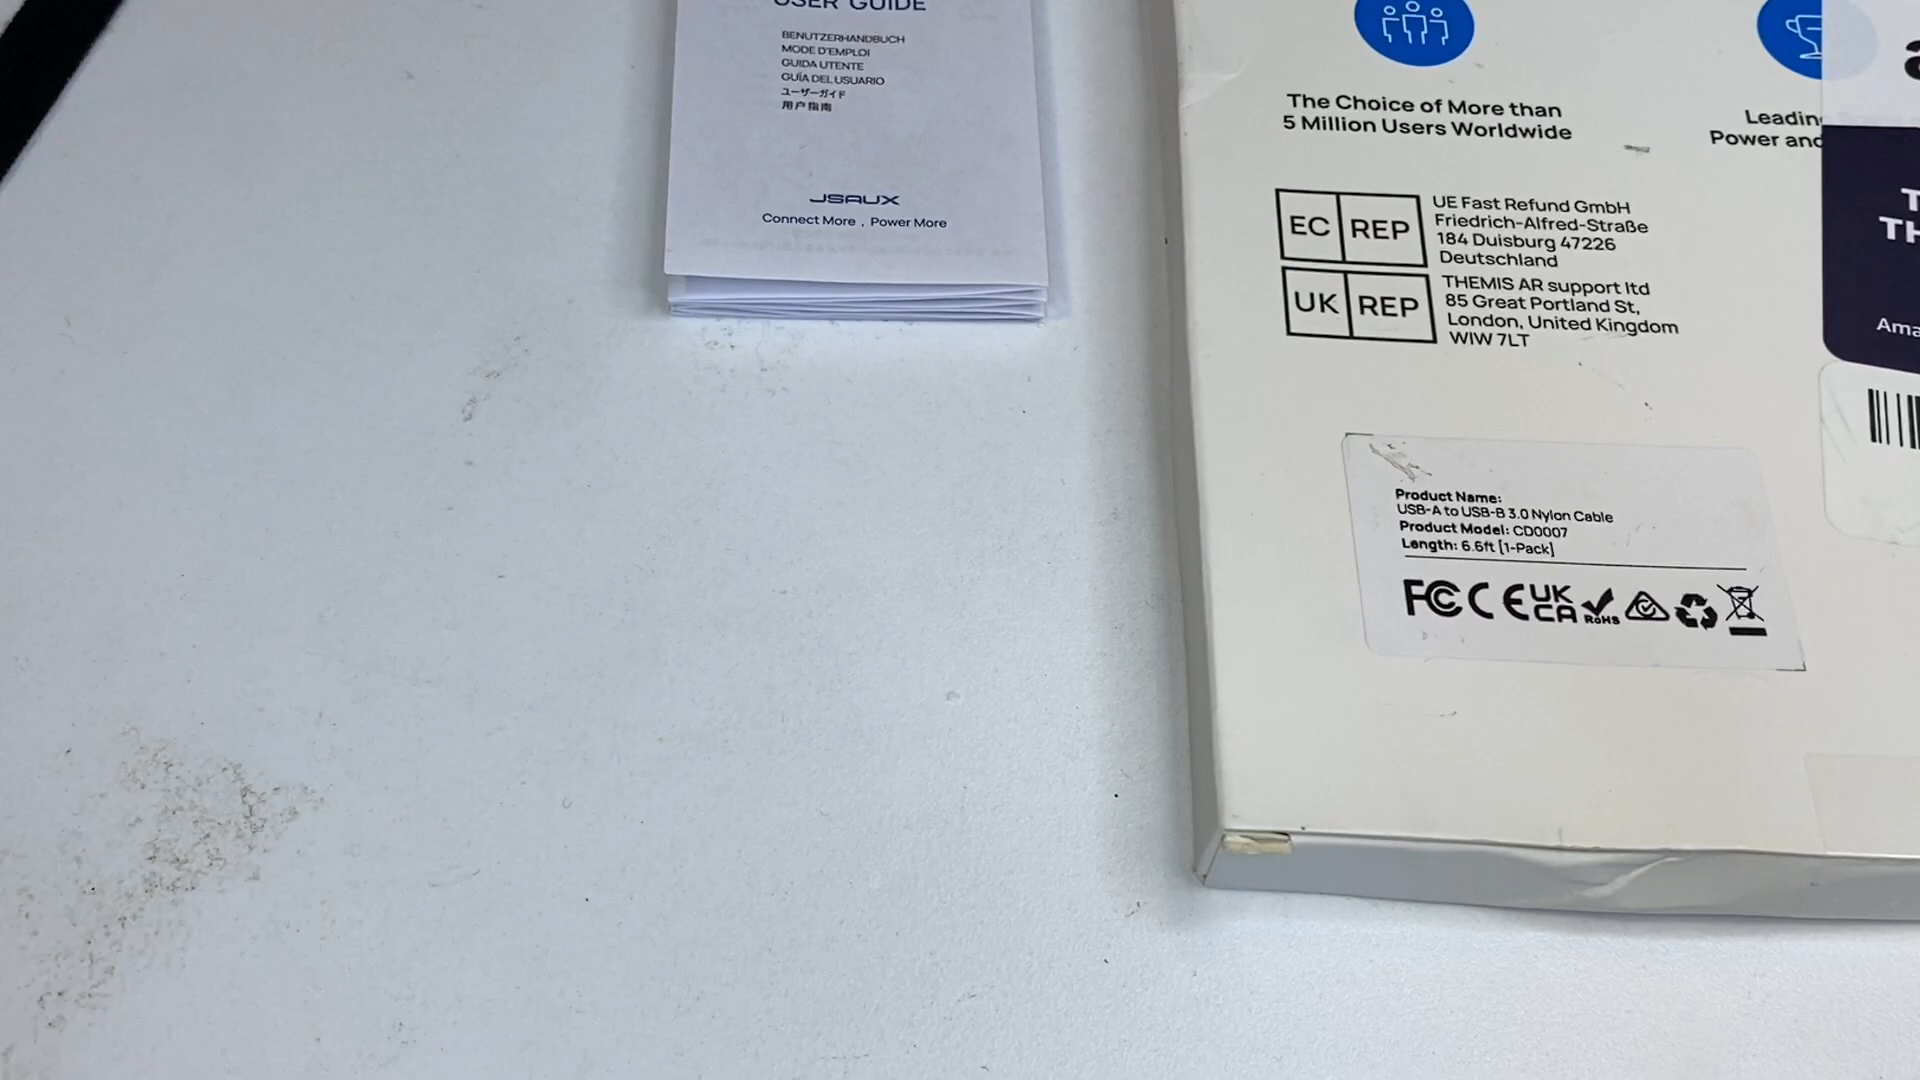 USER GUIDE
BENUTZERHANDBUCH
MODE D'EMPLOI
GUIDA UTENTE
GUÍA DEL USUARIO
ユーザーガイド
用户指南
JSAUX
Connect More , Power More
The Choice of More than
5 Million Users Worldwide
Power and
EC REP
UE Fast Refund GmbH
Friedrich-Alfred-Straße
184 Duisburg 47226
Deutschland
UK REP
THEMIS AR support ltd
85 Great Portland St,
London, United Kingdom
WIW 7LT
Product Name:
USB-A to USB-B 3.0 Nylon Cable
Product Model: CD0007
Length: 6.6ft [1-Pack]
FC CE UK CA RoHS